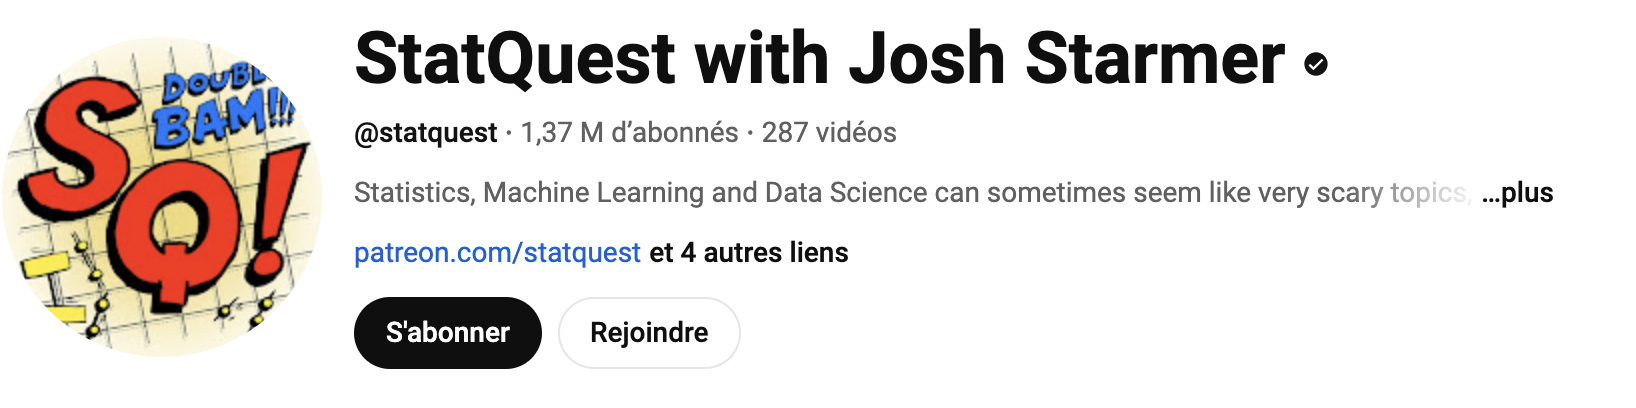 DOUBL
BAM!!!
SQ!
StatQuest with Josh Starmer
@statquest · 1,37 M d’abonnés · 287 vidéos
Statistics, Machine Learning and Data Science can sometimes seem like very scary topics, ...plus
patreon.com/statquest et 4 autres liens
S'abonner
Rejoindre